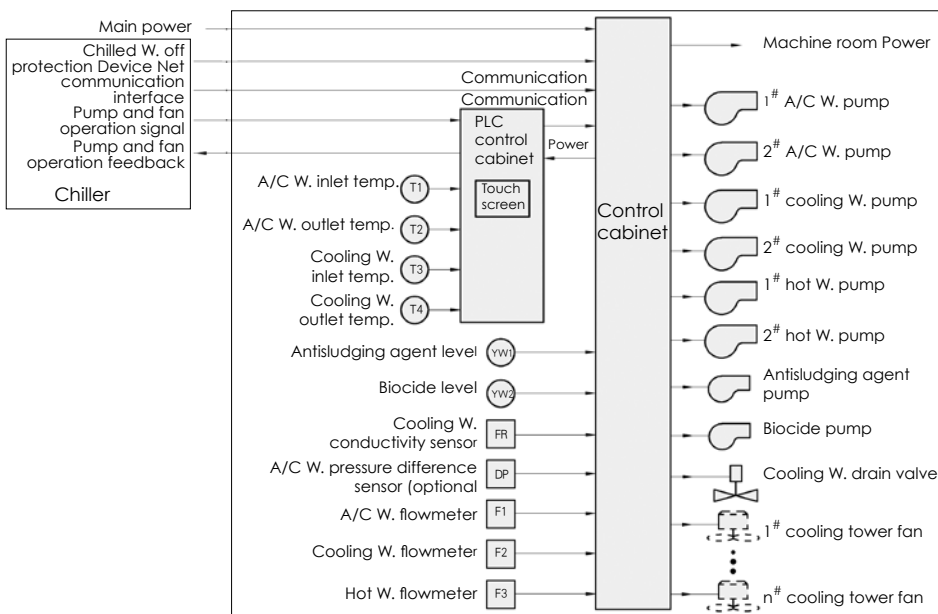 Main power
Chilled W. off
protection Device Net
communication
interface
Pump and fan
operation signal
Pump and fan
operation feedback
Chiller
Communication
Communication
PLC
control
cabinet
Touch
screen
Power
A/C W. inlet temp.
T1
A/C W. outlet temp.
T2
Cooling W.
inlet temp.
T3
Cooling W.
outlet temp.
T4
Antisludging agent level
YW1
Biocide level
YW2
Cooling W.
conductivity sensor
FR
A/C W. pressure difference
sensor (optional
DP
A/C W. flowmeter
F1
Cooling W. flowmeter
F2
Hot W. flowmeter
F3
Control
cabinet
Machine room Power
1# A/C W. pump
2# A/C W. pump
1# cooling W. pump
2# cooling W. pump
1# hot W. pump
2# hot W. pump
Antisludging agent
pump
Biocide pump
Cooling W. drain valve
1# cooling tower fan
n# cooling tower fan